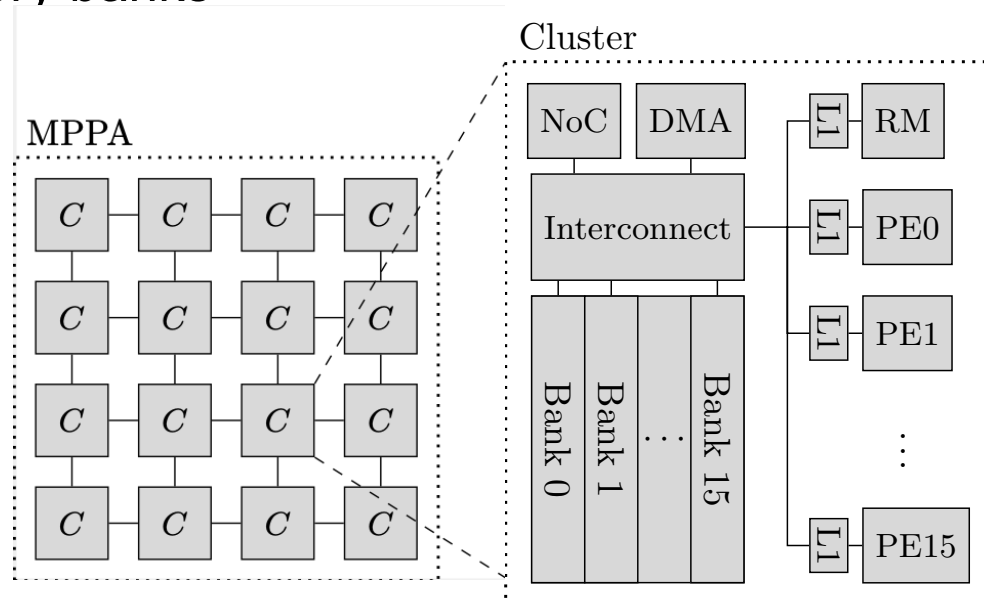 banks
Cluster
MPPA
NoC DMA L1 RM
C C C C
Interconnect L1 PE0
C C C C
L1 PE1
Bank 0 Bank 1 ... Bank 15
C C C C
⋮
C C C C
L1 PE15